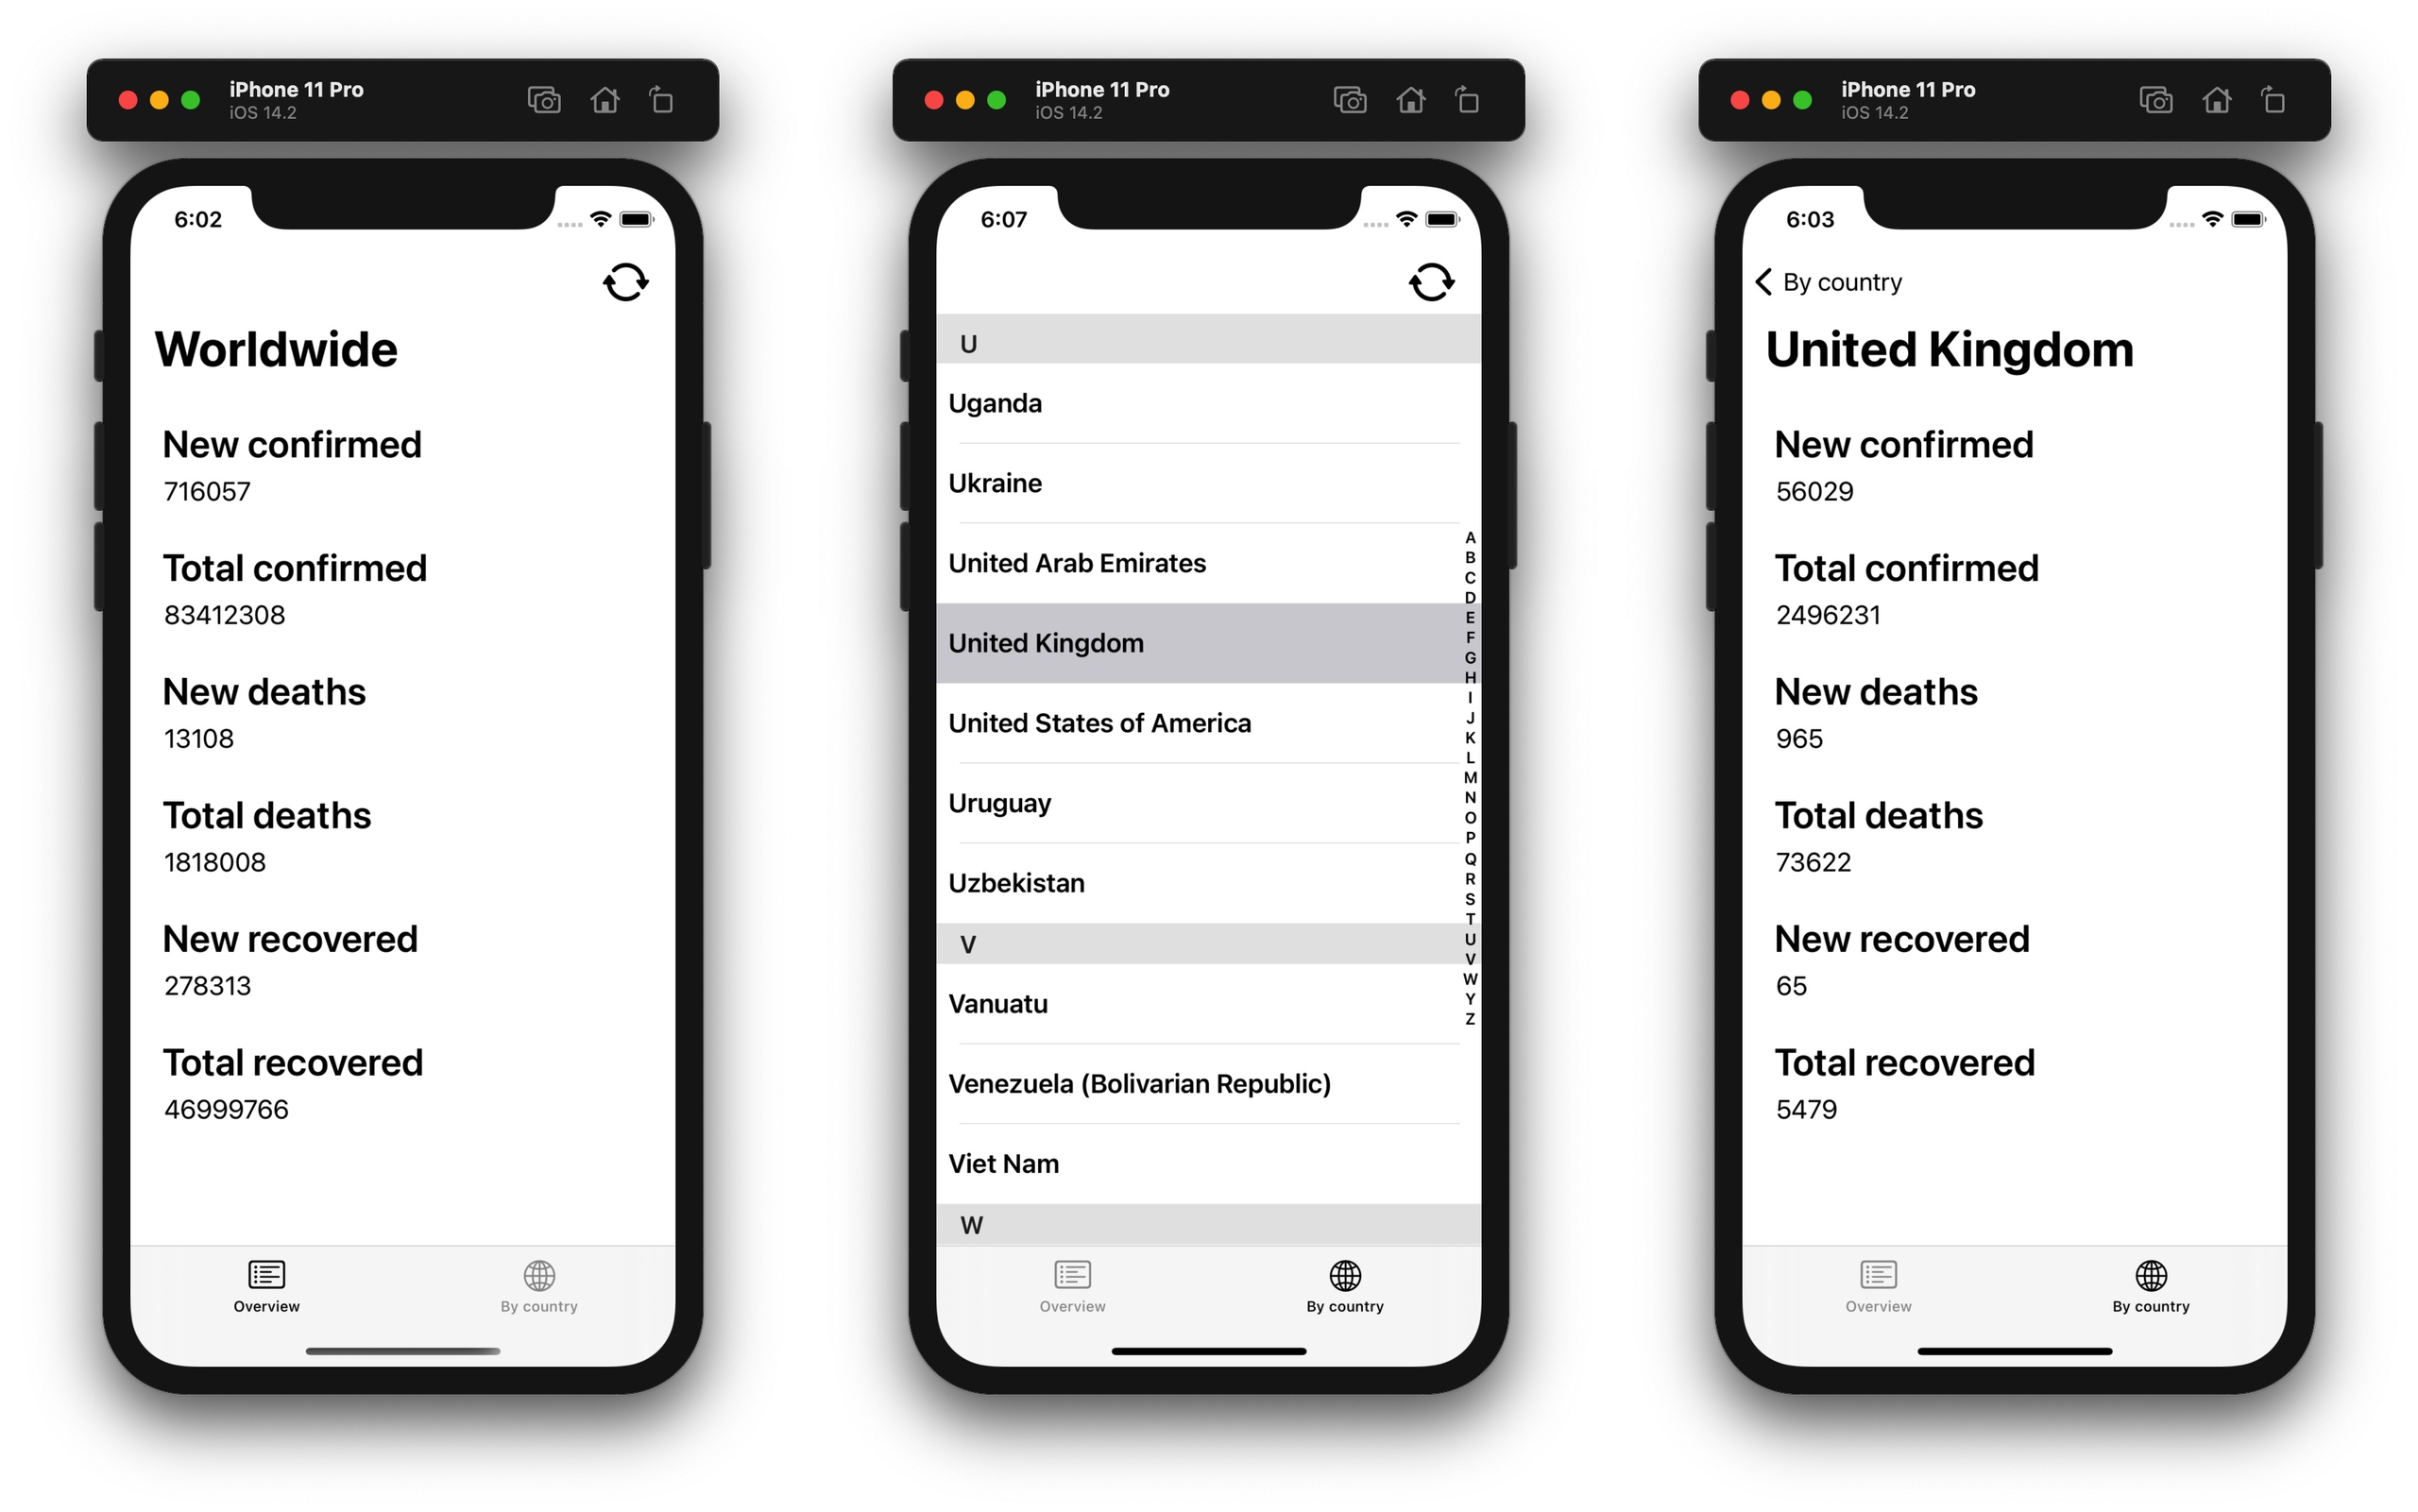 iPhone 11 Pro
iOS 14.2
6:02
Worldwide
New confirmed
716057
Total confirmed
83412308
New deaths
13108
Total deaths
1818008
New recovered
278313
Total recovered
46999766
Overview
By country
iPhone 11 Pro
iOS 14.2
6:07
U
Uganda
Ukraine
United Arab Emirates
United Kingdom
United States of America
Uruguay
Uzbekistan
V
Vanuatu
Venezuela (Bolivarian Republic)
Viet Nam
W
A
B
C
D
E
F
G
H
I
J
K
L
M
N
O
P
Q
R
S
T
U
V
W
Y
Z
Overview
By country
iPhone 11 Pro
iOS 14.2
6:03
By country
United Kingdom
New confirmed
56029
Total confirmed
2496231
New deaths
965
Total deaths
73622
New recovered
65
Total recovered
5479
Overview
By country